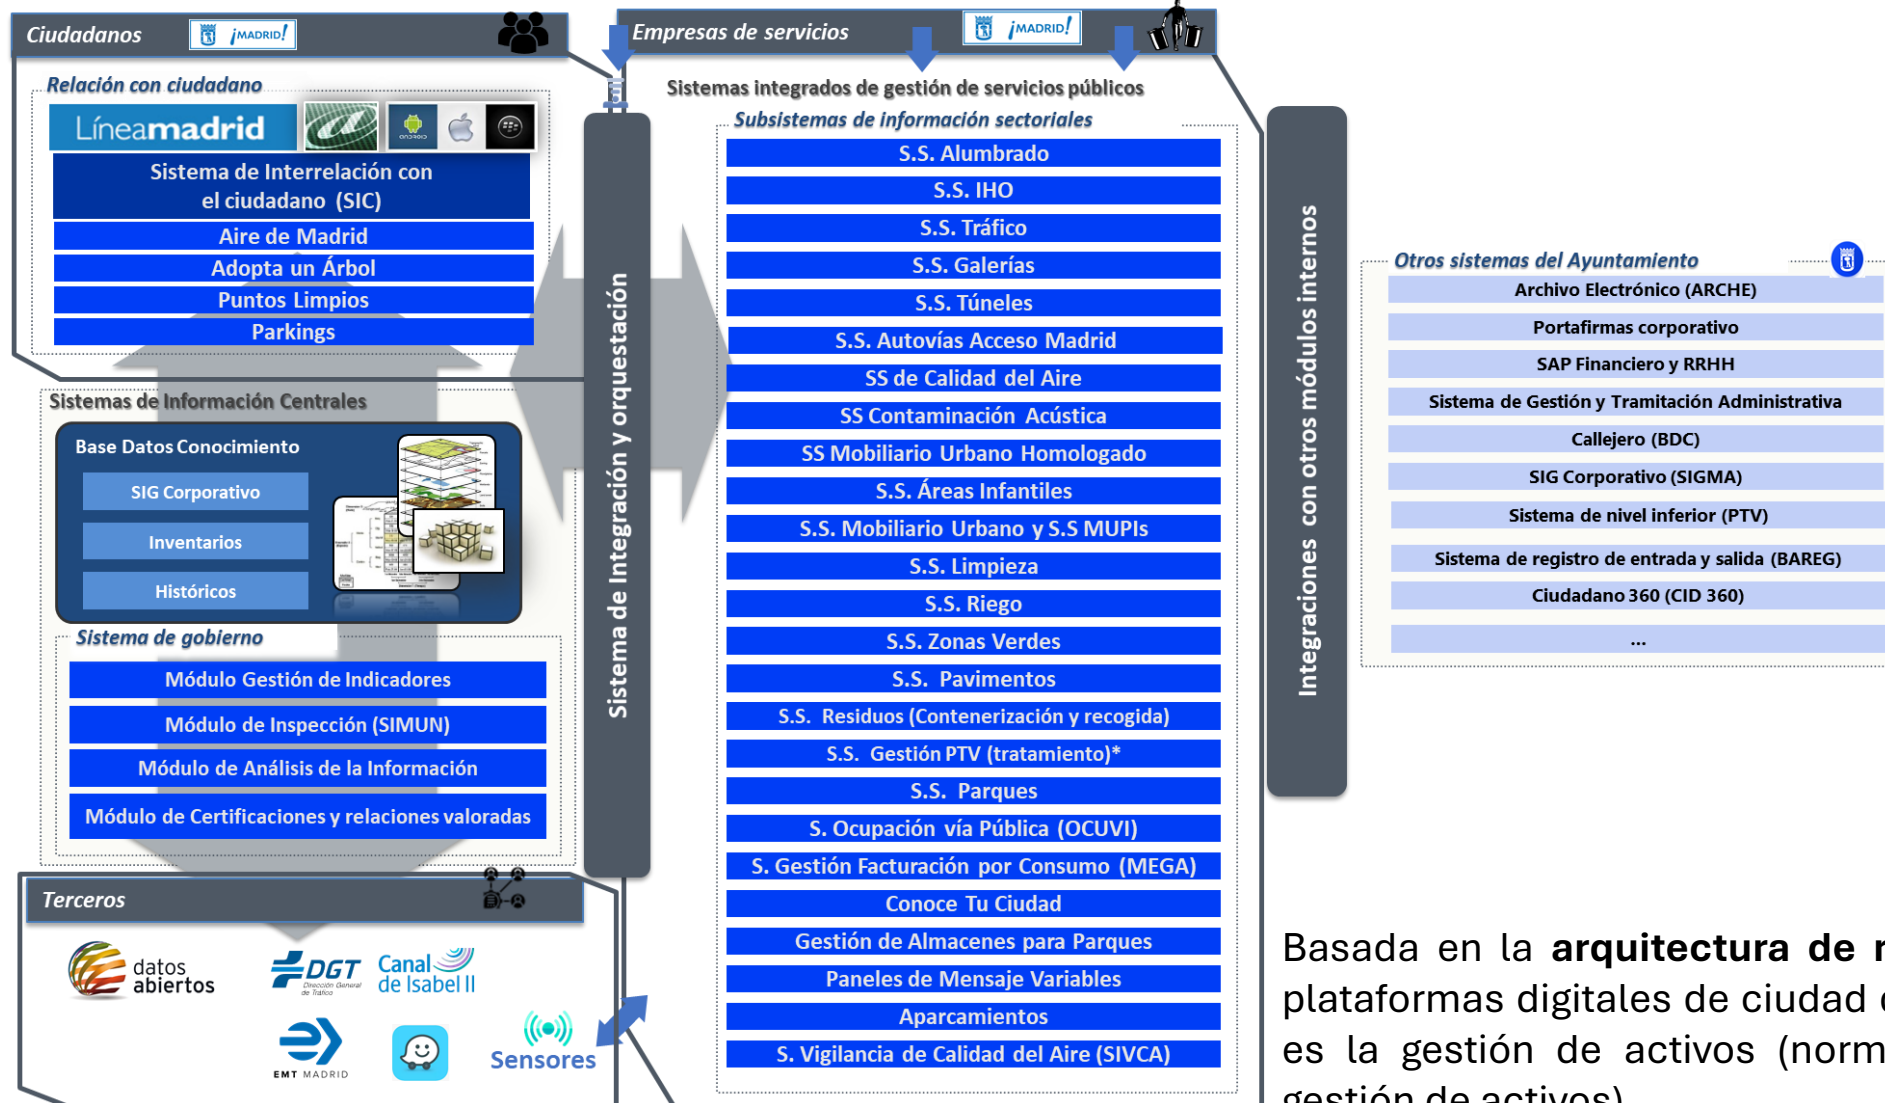 Ciudadanos
¡MADRID!
Relación con ciudadano
Líneamadrid
ANDROID
Sistema de Interrelación con
el ciudadano (SIC)
Aire de Madrid
Adopta un Árbol
Puntos Limpios
Parkings
Sistemas de Información Centrales
Base Datos Conocimiento
SIG Corporativo
Inventarios
Históricos
Sistema de gobierno
Módulo Gestión de Indicadores
Módulo de Inspección (SIMUN)
Módulo de Análisis de la Información
Módulo de Certificaciones y relaciones valoradas
Terceros
datos
abiertos
DGT
Dirección General
de Tráfico
Canal
de Isabel II
EMT MADRID
Sensores
Sistema de Integración y orquestación
Empresas de servicios
¡MADRID!
Sistemas integrados de gestión de servicios públicos
Subsistemas de información sectoriales
S.S. Alumbrado
S.S. IHO
S.S. Tráfico
S.S. Galerías
S.S. Túneles
S.S. Autovías Acceso Madrid
SS de Calidad del Aire
SS Contaminación Acústica
SS Mobiliario Urbano Homologado
S.S. Áreas Infantiles
S.S. Mobiliario Urbano y S.S MUPIs
S.S. Limpieza
S.S. Riego
S.S. Zonas Verdes
S.S. Pavimentos
S.S. Residuos (Contenerización y recogida)
S.S. Gestión PTV (tratamiento)*
S.S. Parques
S. Ocupación vía Pública (OCUVI)
S. Gestión Facturación por Consumo (MEGA)
Conoce Tu Ciudad
Gestión de Almacenes para Parques
Paneles de Mensaje Variables
Aparcamientos
S. Vigilancia de Calidad del Aire (SIVCA)
Integraciones con otros módulos internos
Otros sistemas del Ayuntamiento
Archivo Electrónico (ARCHE)
Portafirmas corporativo
SAP Financiero y RRHH
Sistema de Gestión y Tramitación Administrativa
Callejero (BDC)
SIG Corporativo (SIGMA)
Sistema de nivel inferior (PTV)
Sistema de registro de entrada y salida (BAREG)
Ciudadano 360 (CID 360)
...
Basada en la arquitectura de
plataformas digitales de ciudad
es la gestión de activos (norm
gestión de activos)